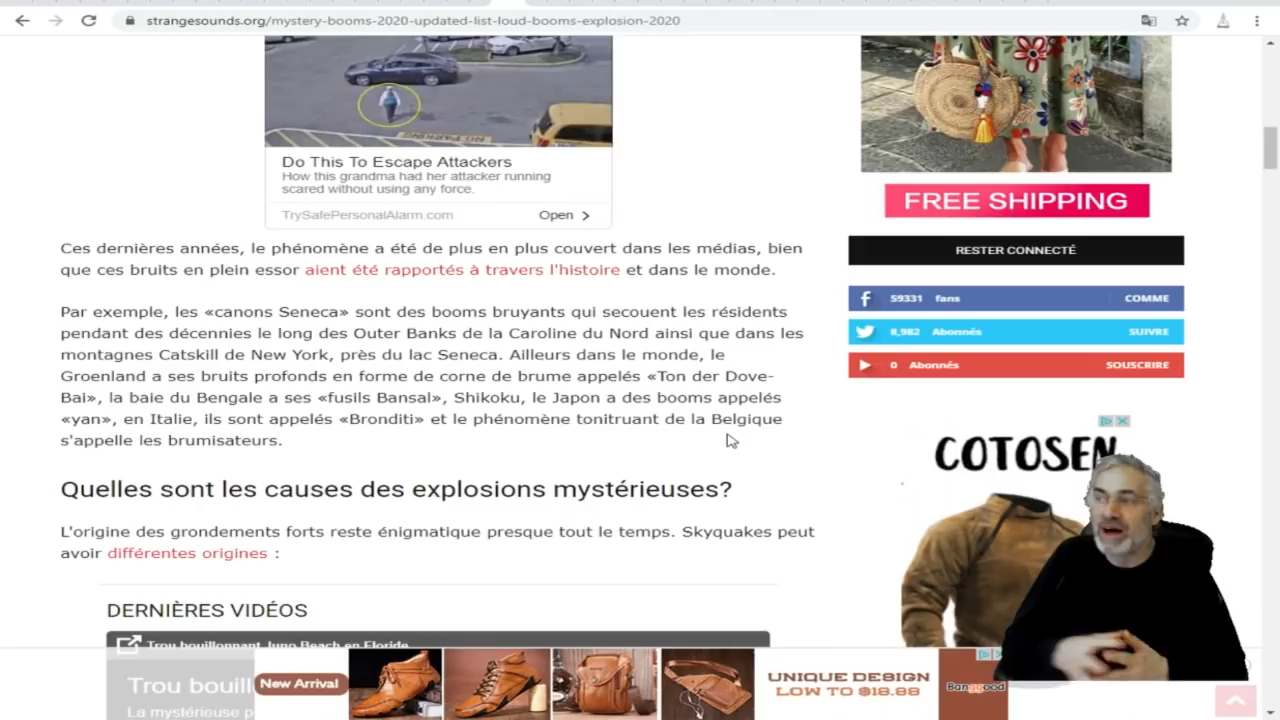 strangesounds.org/mystery-booms-2020-updated-list-loud-booms-explosion-2020
NO PARKING
Do This To Escape Attackers
How this grandma had her attacker running
scared without using any force.
TrySafePersonalAlarm.com
Open
Ces dernières années, le phénomène a été de plus en plus couvert dans les médias, bien
que ces bruits en plein essor aient été rapportés à travers l'histoire et dans le monde.
Par exemple, les «canons Seneca» sont des booms bruyants qui secouent les résidents
pendant des décennies le long des Outer Banks de la Caroline du Nord ainsi que dans les
montagnes Catskill de New York, près du lac Seneca. Ailleurs dans le monde, le
Groenland a ses bruits profonds en forme de corne de brume appelés «Ton der Dove-
Bai», la baie du Bengale a ses «fusils Bansal», Shikoku, le Japon a des booms appelés
«yan», en Italie, ils sont appelés «Bronditi» et le phénomène tonitruant de la Belgique
s'appelle les brumisateurs.
Quelles sont les causes des explosions mystérieuses?
L'origine des grondements forts reste énigmatique presque tout le temps. Skyquakes peut
avoir différentes origines :
DERNIÈRES VIDÉOS
Trou bouillonnant Juno Beach en Floride
Trou bouill
La mystérieuse p
FREE SHIPPING
RESTER CONNECTÉ
59331 fans COMME
8,982 Abonnés SUIVRE
0 Abonnés SOUSCRIRE
COTOSEN
New Arrival
UNIQUE DESIGN
LOW TO $18.88
Banggood